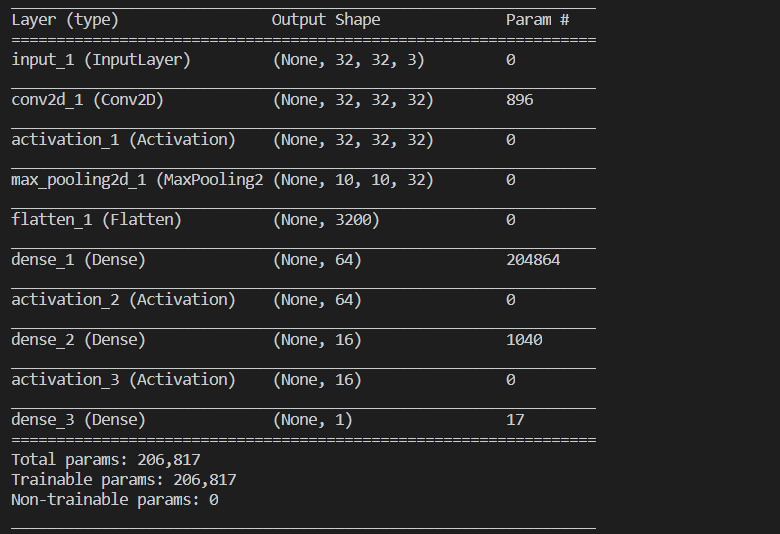 Layer (type) Output Shape Param #
=================================================================
input_1 (InputLayer) (None, 32, 32, 3) 0
conv2d_1 (Conv2D) (None, 32, 32, 32) 896
activation_1 (Activation) (None, 32, 32, 32) 0
max_pooling2d_1 (MaxPooling2 (None, 10, 10, 32) 0
flatten_1 (Flatten) (None, 3200) 0
dense_1 (Dense) (None, 64) 204864
activation_2 (Activation) (None, 64) 0
dense_2 (Dense) (None, 16) 1040
activation_3 (Activation) (None, 16) 0
dense_3 (Dense) (None, 1) 17
=================================================================
Total params: 206,817
Trainable params: 206,817
Non-trainable params: 0